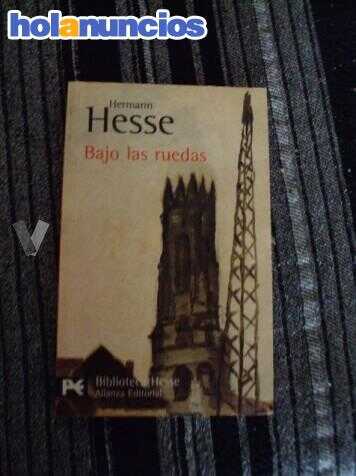 holanuncios
Hermann
Hesse
Bajo las ruedas
V
Biblioteca Hesse
Alianza Editorial